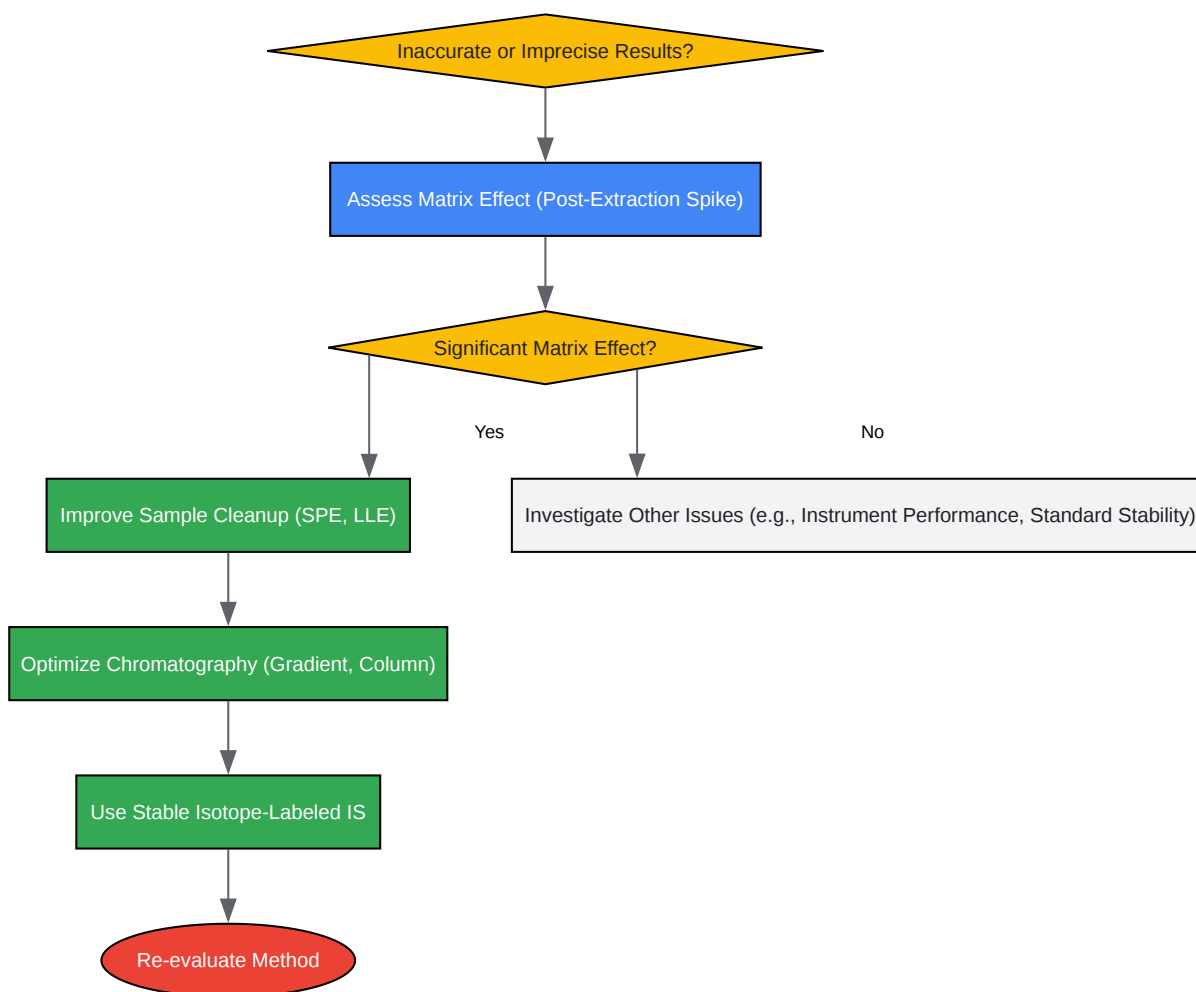 Inaccurate or Imprecise Results?
Assess Matrix Effect (Post-Extraction Spike)
Significant Matrix Effect?
Yes
No
Improve Sample Cleanup (SPE, LLE)
Investigate Other Issues (e.g., Instrument Performance, Standard Stability)
Optimize Chromatography (Gradient, Column)
Use Stable Isotope-Labeled IS
Re-evaluate Method